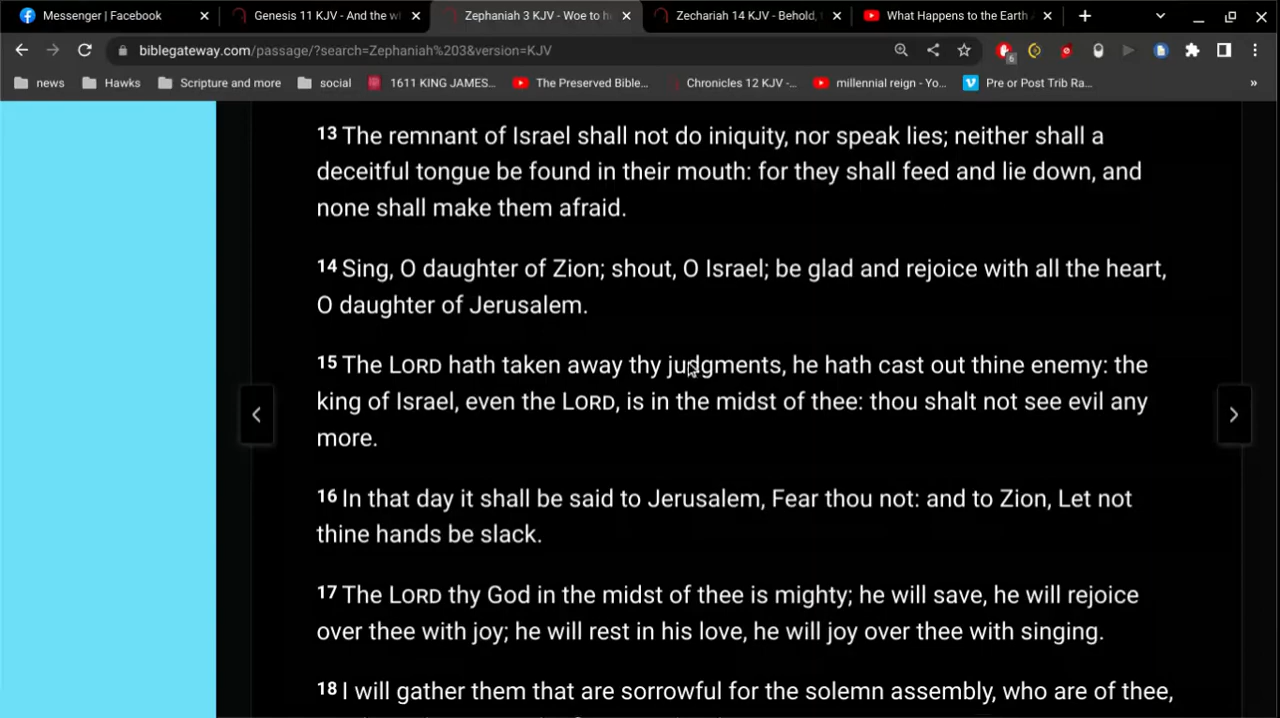 Messenger | Facebook
Genesis 11 KJV - And the w
Zephaniah 3 KJV - Woe to h
Zechariah 14 KJV - Behold,
What Happens to the Earth
biblegateway.com/passage/?search=Zephaniah%203&version=KJV
6
news
Hawks
Scripture and more
social
1611 KING JAMES...
The Preserved Bible...
Chronicles 12 KJV -...
millennial reign - Yo...
Pre or Post Trib Ra...
»
13 The remnant of Israel shall not do iniquity, nor speak lies; neither shall a
deceitful tongue be found in their mouth: for they shall feed and lie down, and
none shall make them afraid.
14 Sing, O daughter of Zion; shout, O Israel; be glad and rejoice with all the heart,
O daughter of Jerusalem.
15 The LORD hath taken away thy judgments, he hath cast out thine enemy: the
king of Israel, even the LORD, is in the midst of thee: thou shalt not see evil any
more.
16 In that day it shall be said to Jerusalem, Fear thou not: and to Zion, Let not
thine hands be slack.
17 The LORD thy God in the midst of thee is mighty; he will save, he will rejoice
over thee with joy; he will rest in his love, he will joy over thee with singing.
18 I will gather them that are sorrowful for the solemn assembly, who are of thee,